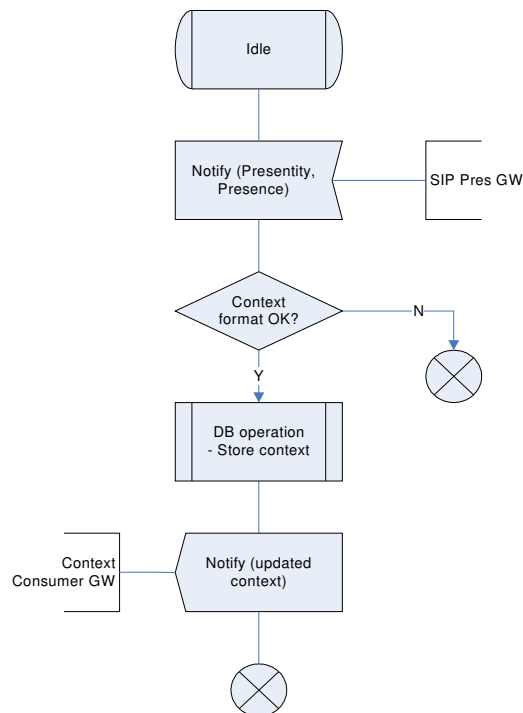 Idle
Notify (Presentity,
Presence)
SIP Pres GW
Context
format OK?
N
Y
DB operation
- Store context
Context
Consumer GW
Notify (updated
context)